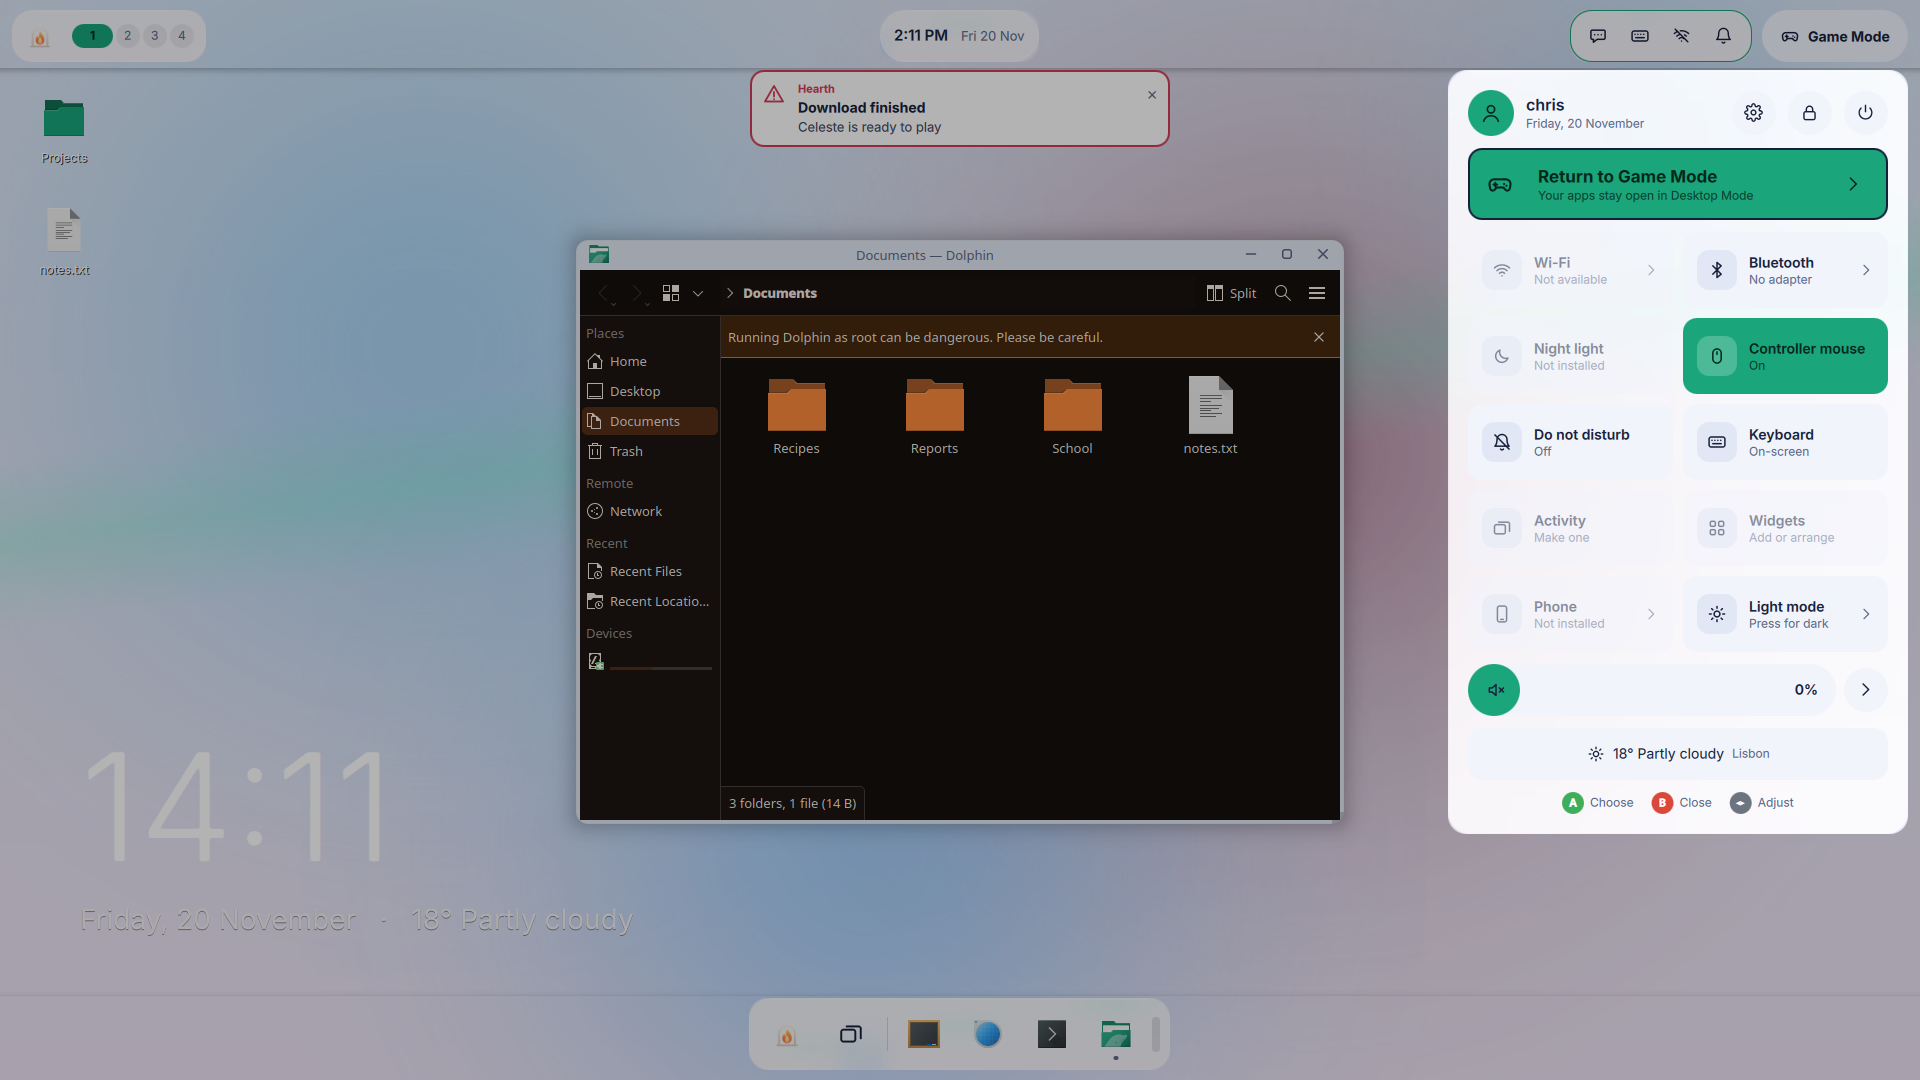 1 2 3 4
2:11 PM Fri 20 Nov
Game Mode
Projects
notes.txt
Hearth
Download finished
Celeste is ready to play
Documents — Dolphin
Documents
Split
Places
Home
Desktop
Documents
Trash
Remote
Network
Recent
Recent Files
Recent Locatio...
Devices
Running Dolphin as root can be dangerous. Please be careful.
Recipes
Reports
School
notes.txt
3 folders, 1 file (14 B)
chris
Friday, 20 November
Return to Game Mode
Your apps stay open in Desktop Mode
Wi-Fi
Not available
Bluetooth
No adapter
Night light
Not installed
Controller mouse
On
Do not disturb
Off
Keyboard
On-screen
Activity
Make one
Widgets
Add or arrange
Phone
Not installed
Light mode
Press for dark
0%
18° Partly cloudy Lisbon
A Choose B Close Adjust
14:11
Friday, 20 November · 18° Partly cloudy